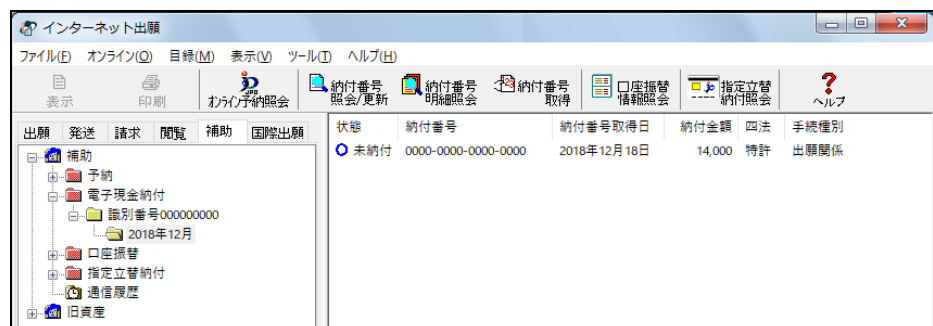 インターネット出願
ファイル(F) オンライン(O) 目録(M) 表示(V) ツール(T) ヘルプ(H)
表示
印刷
JPO
オンライン予納照会
納付番号
照会/更新
納付番号
明細照会
納付番号
取得
口座振替
情報照会
指定立替
納付照会
ヘルプ
出願 発送 請求 閲覧 補助 国際出願
補助
予納
電子現金納付
識別番号000000000
2018年12月
口座振替
指定立替納付
通信履歴
旧資産
状態 納付番号 納付番号取得日 納付金額 四法 手続種別
未納付 0000-0000-0000-0000 2018年12月18日 14,000 特許 出願関係